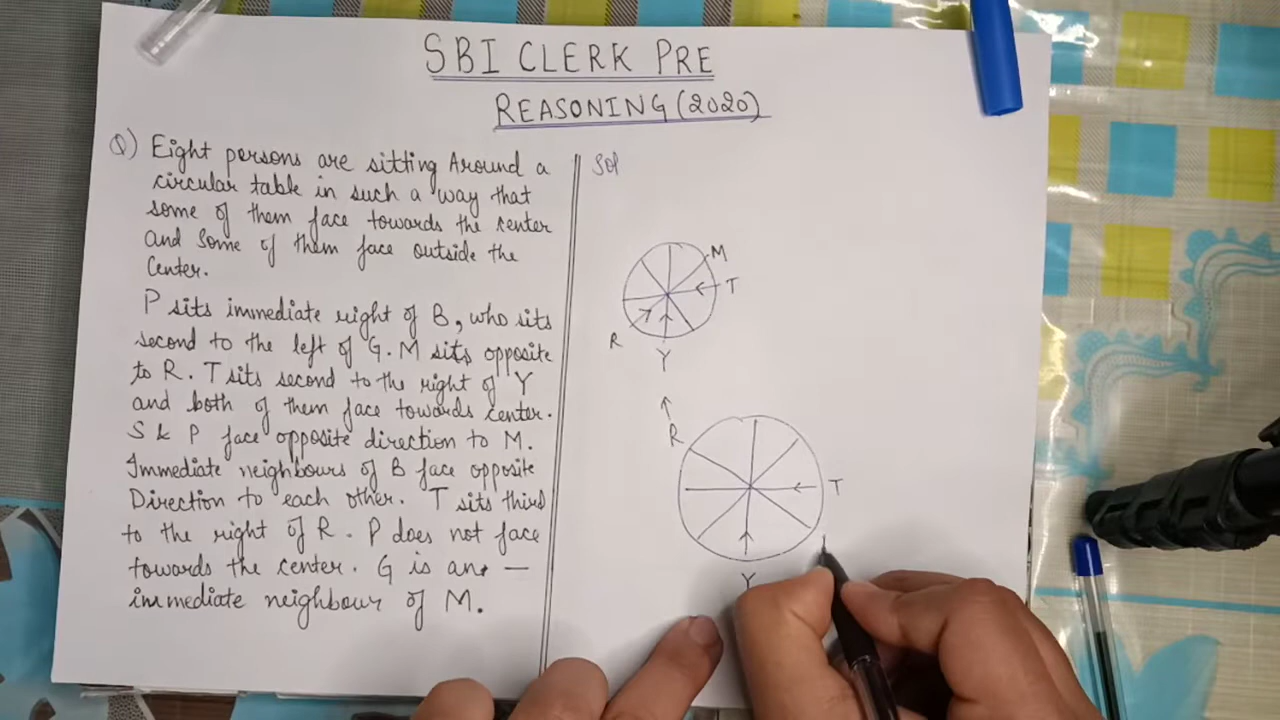 SBI CLERK PRE
REASONING (2020)
Q) Eight persons are sitting Around a
circular table in such a way that
some of them face towards the center
and some of them face outside the
Center.
P sits immediate right of B, who sits
second to the left of G. M sits opposite
to R. T sits second to the right of Y
and both of them face towards center.
S & P face opposite direction to M.
Immediate neighbours of B face opposite
Direction to each other. T sits third
to the right of R. P does not face
towards the center. G is an —
immediate neighbour of M.
Sol
M
T
R
Y
R
T
Y